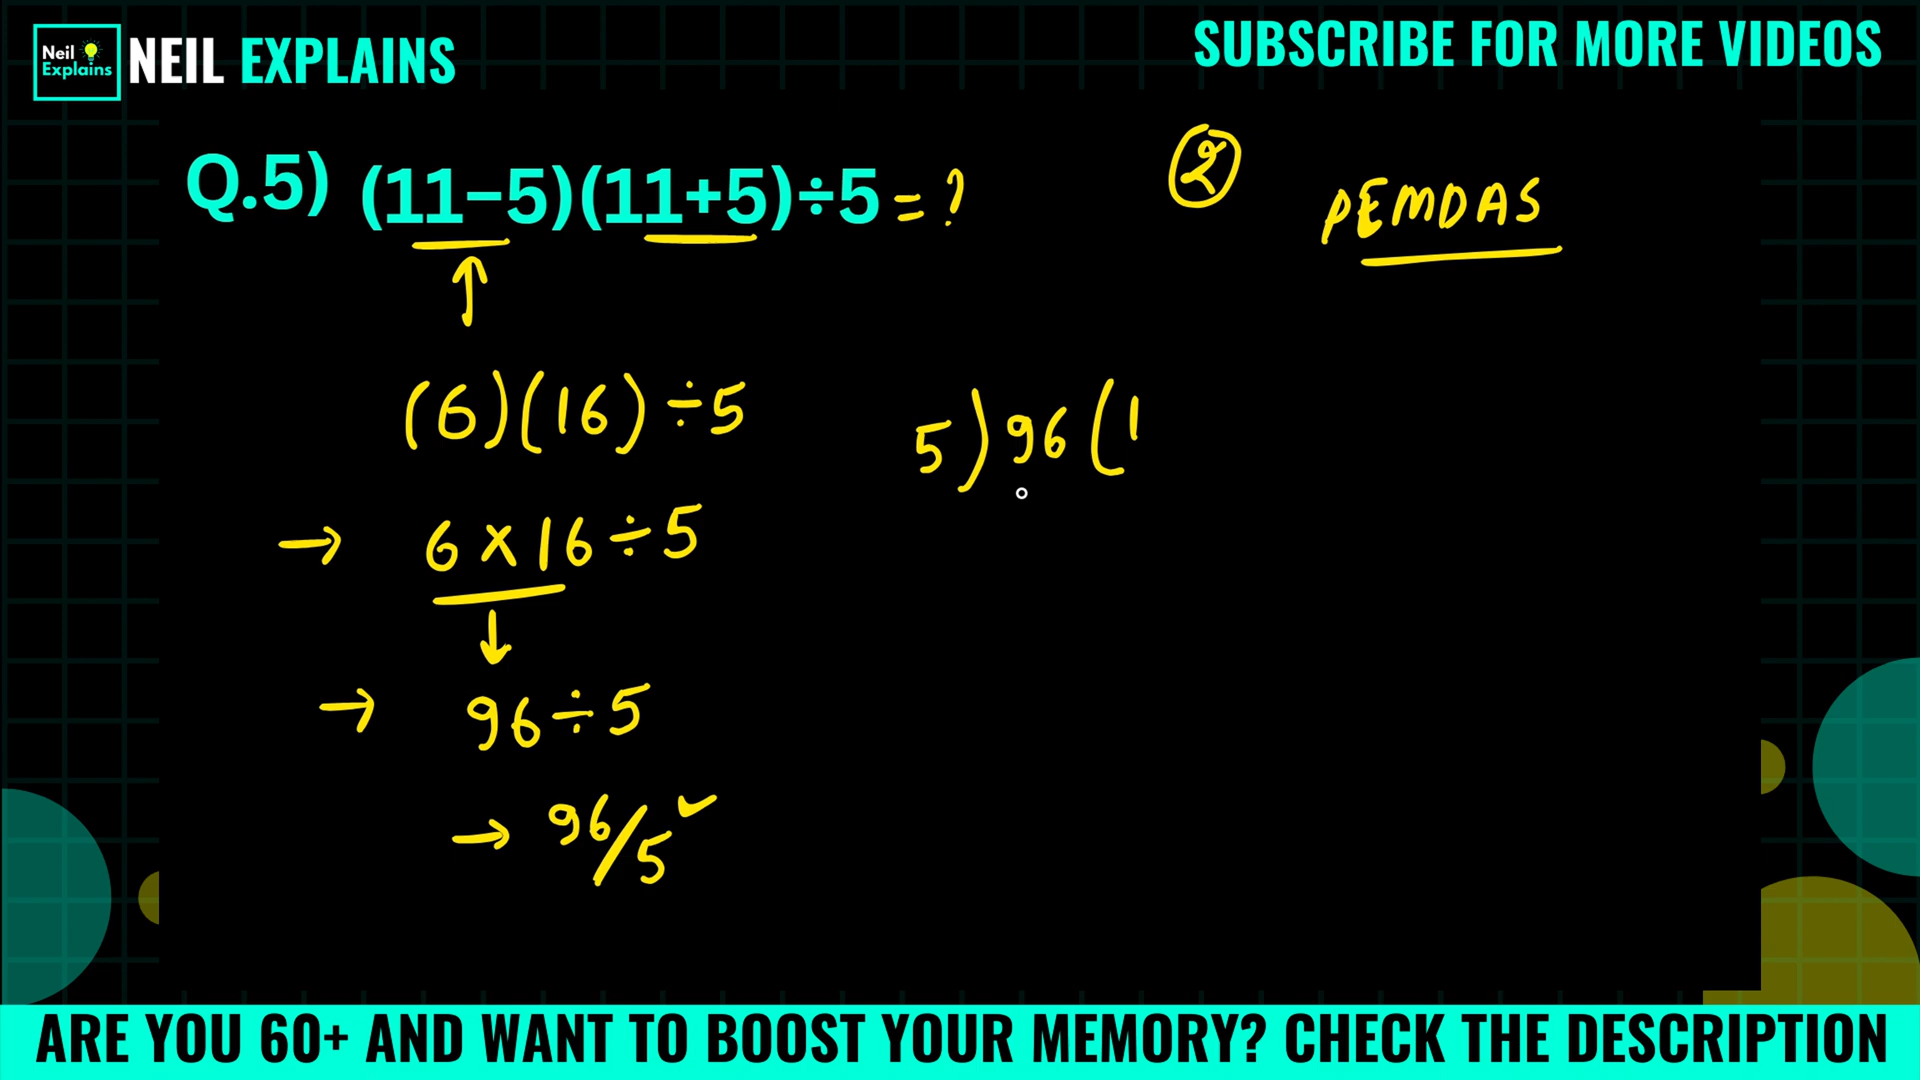 Neil
Explains
NEIL EXPLAINS
SUBSCRIBE FOR MORE VIDEOS
Q.5) (11−5)(11+5)÷5 = ?
2
PEMDAS
(6)(16)÷5
5)96(1
→ 6×16÷5
↓
→ 96÷5
→ 96/5 ✓
ARE YOU 60+ AND WANT TO BOOST YOUR MEMORY? CHECK THE DESCRIPTION